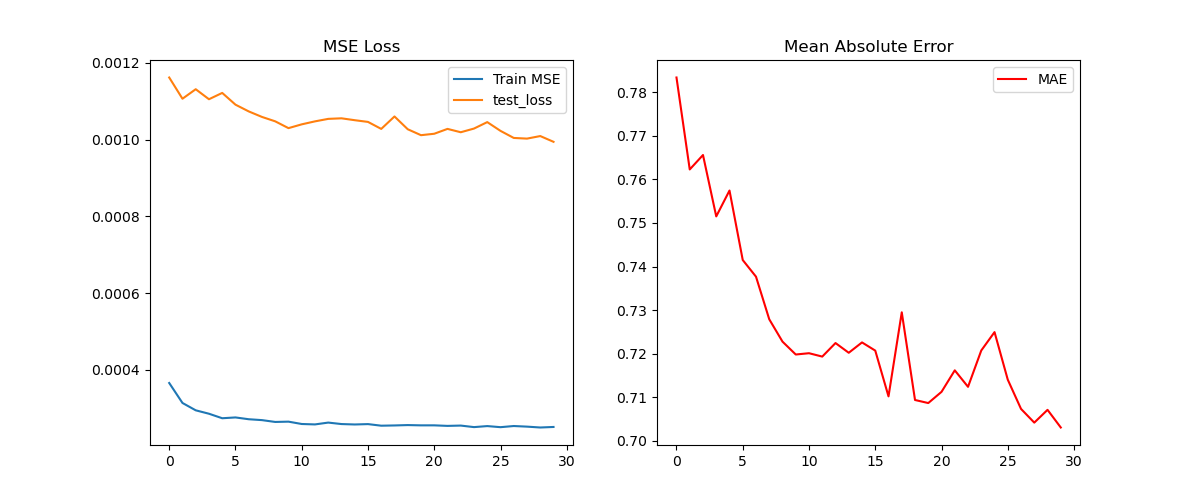 MSE Loss
Train MSE
test_loss
0.0012
0.0010
0.0008
0.0006
0.0004
0 5 10 15 20 25 30
Mean Absolute Error
MAE
0.78
0.77
0.76
0.75
0.74
0.73
0.72
0.71
0.70
0 5 10 15 20 25 30